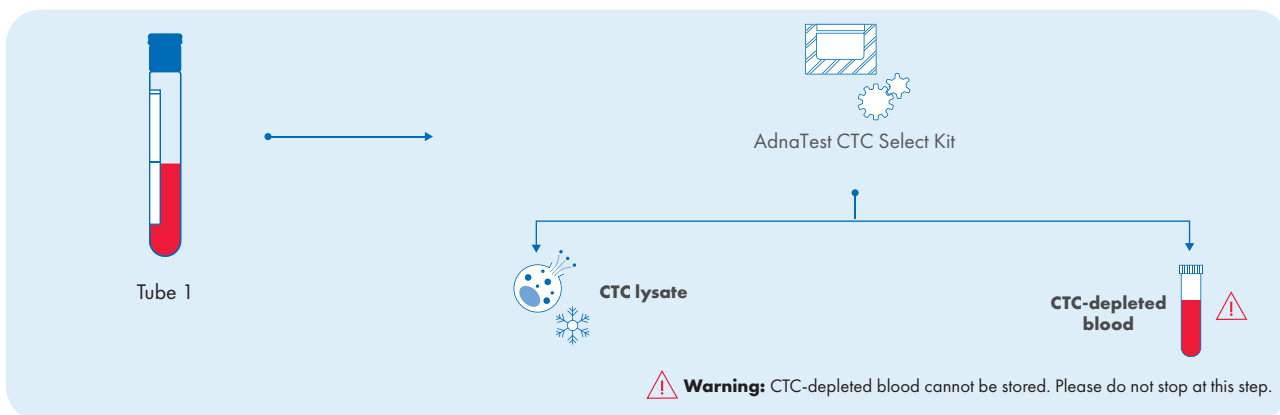 AdnaTest CTC Select Kit
Tube 1
CTC lysate
CTC-depleted
blood
Warning: CTC-depleted blood cannot be stored. Please do not stop at this step.